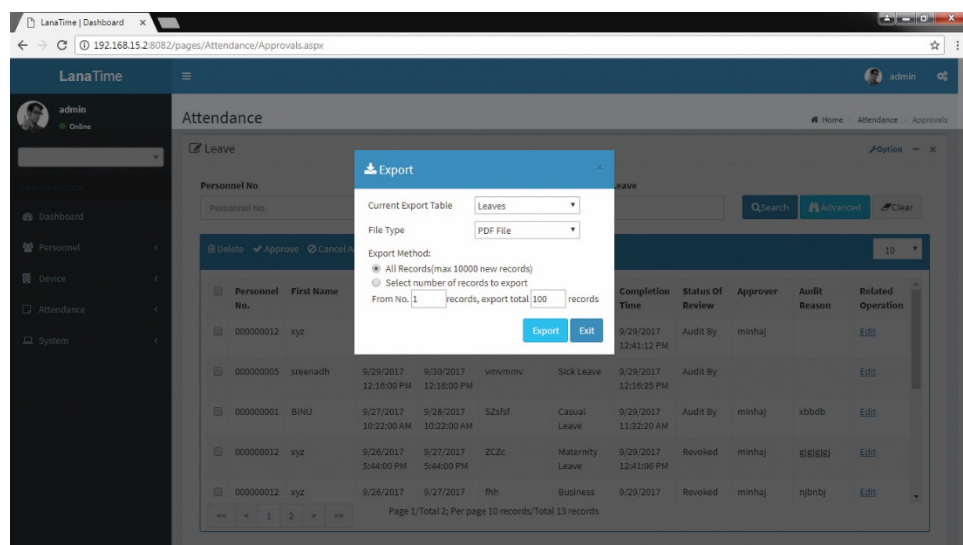 LanaTime | Dashboard
192.168.15.2:8082/pages/Attendance/Approvals.aspx
LanaTime
admin
admin
Online
Attendance
Home > Attendance > Approvals
Leave
Option
Personnel No
Leave
Personnel No.
Search
Advanced
Clear
Dashboard
Personnel
Device
Attendance
System
Delete Approve Cancel A
10
Export
Current Export Table Leaves
File Type PDF File
Export Method:
All Records(max 10000 new records)
Select number of records to export
From No. 1 records, export total 100 records
Export Exit
Personnel No. First Name Completion Time Status Of Review Approver Audit Reason Related Operation
000000012 xyz 9/29/2017 12:41:12 PM Audit By minhaj Edit
000000005 sreenadh 9/29/2017 12:16:00 PM 9/30/2017 12:16:00 PM vmvmmv Sick Leave 9/29/2017 12:16:25 PM Audit By Edit
000000001 BINU 9/27/2017 10:22:00 AM 9/28/2017 10:22:00 AM SZsfsf Casual Leave 9/29/2017 11:32:20 AM Audit By minhaj xbbdb Edit
000000012 xyz 9/26/2017 5:44:00 PM 9/27/2017 5:44:00 PM ZCZc Maternity Leave 9/29/2017 12:41:06 PM Revoked minhaj gjgjgjgj Edit
000000012 xyz 9/26/2017 9/27/2017 fhh Business 9/29/2017 Revoked minhaj njbnbj Edit
<< < 1 2 > >>
Page 1/Total 2; Per page 10 records/Total 13 records